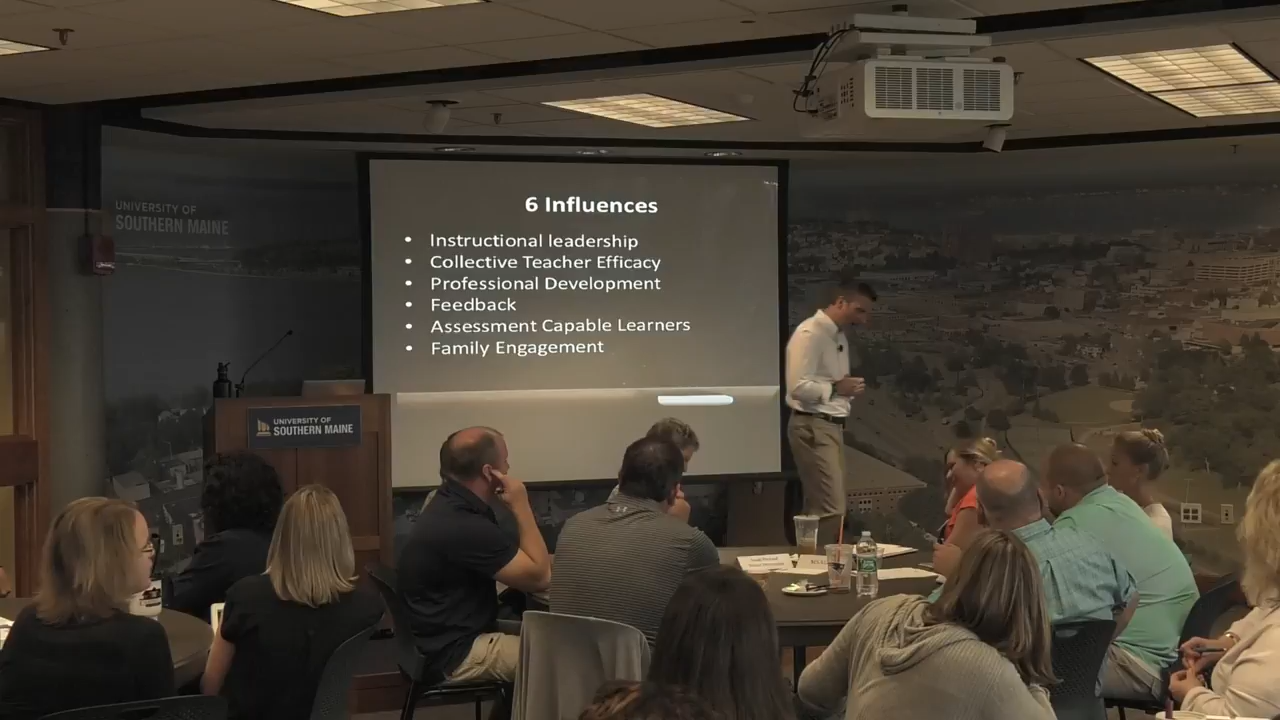 UNIVERSITY OF
SOUTHERN MAINE
6 Influences
• Instructional leadership
• Collective Teacher Efficacy
• Professional Development
• Feedback
• Assessment Capable Learners
• Family Engagement
UNIVERSITY OF
SOUTHERN MAINE